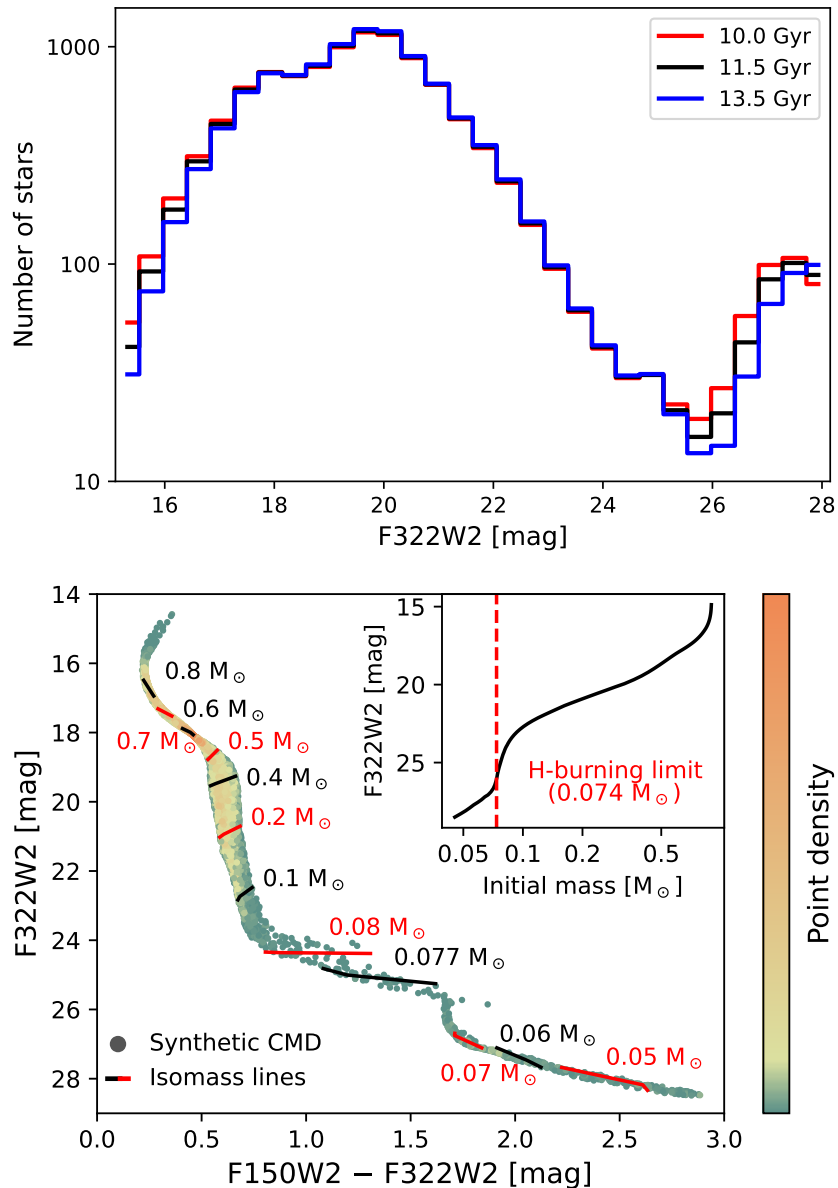 1000
100
10
Number of stars
10.0 Gyr
11.5 Gyr
13.5 Gyr
16 18 20 22 24 26 28
F322W2 [mag]
14
16
18
20
22
24
26
28
F322W2 [mag]
0.8 M⊙
0.6 M⊙
0.7 M⊙
0.5 M⊙
0.4 M⊙
0.2 M⊙
0.1 M⊙
0.08 M⊙
0.077 M⊙
0.06 M⊙
0.07 M⊙
0.05 M⊙
Synthetic CMD
Isomass lines
15
20
25
F322W2 [mag]
H-burning limit
(0.074 M⊙)
0.05 0.1 0.2 0.5
Initial mass [M⊙]
0.0 0.5 1.0 1.5 2.0 2.5 3.0
F150W2 − F322W2 [mag]
Point density